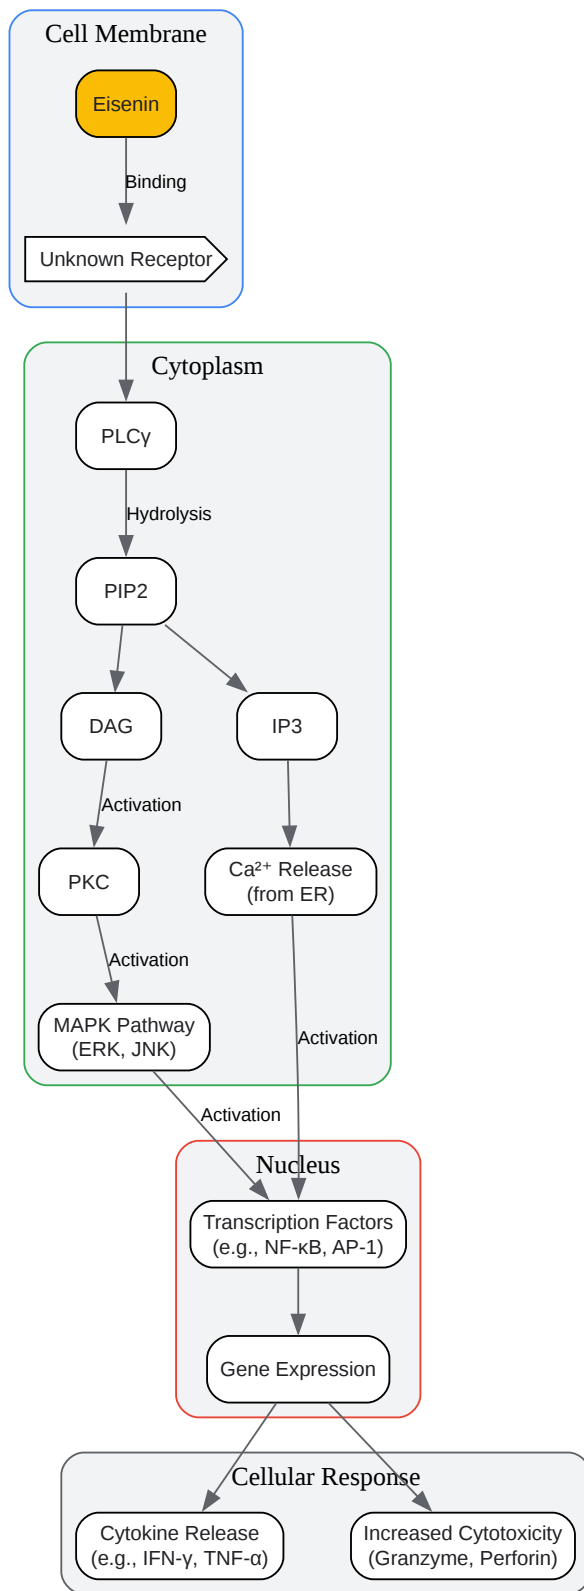 Cell Membrane
Eisenin
Binding
Unknown Receptor
Cytoplasm
PLCγ
Hydrolysis
PIP2
DAG
IP3
Activation
PKC
Ca²⁺ Release
(from ER)
Activation
MAPK Pathway
(ERK, JNK)
Activation
Activation
Nucleus
Transcription Factors
(e.g., NF-κB, AP-1)
Gene Expression
Cellular Response
Cytokine Release
(e.g., IFN-γ, TNF-α)
Increased Cytotoxicity
(Granzyme, Perforin)